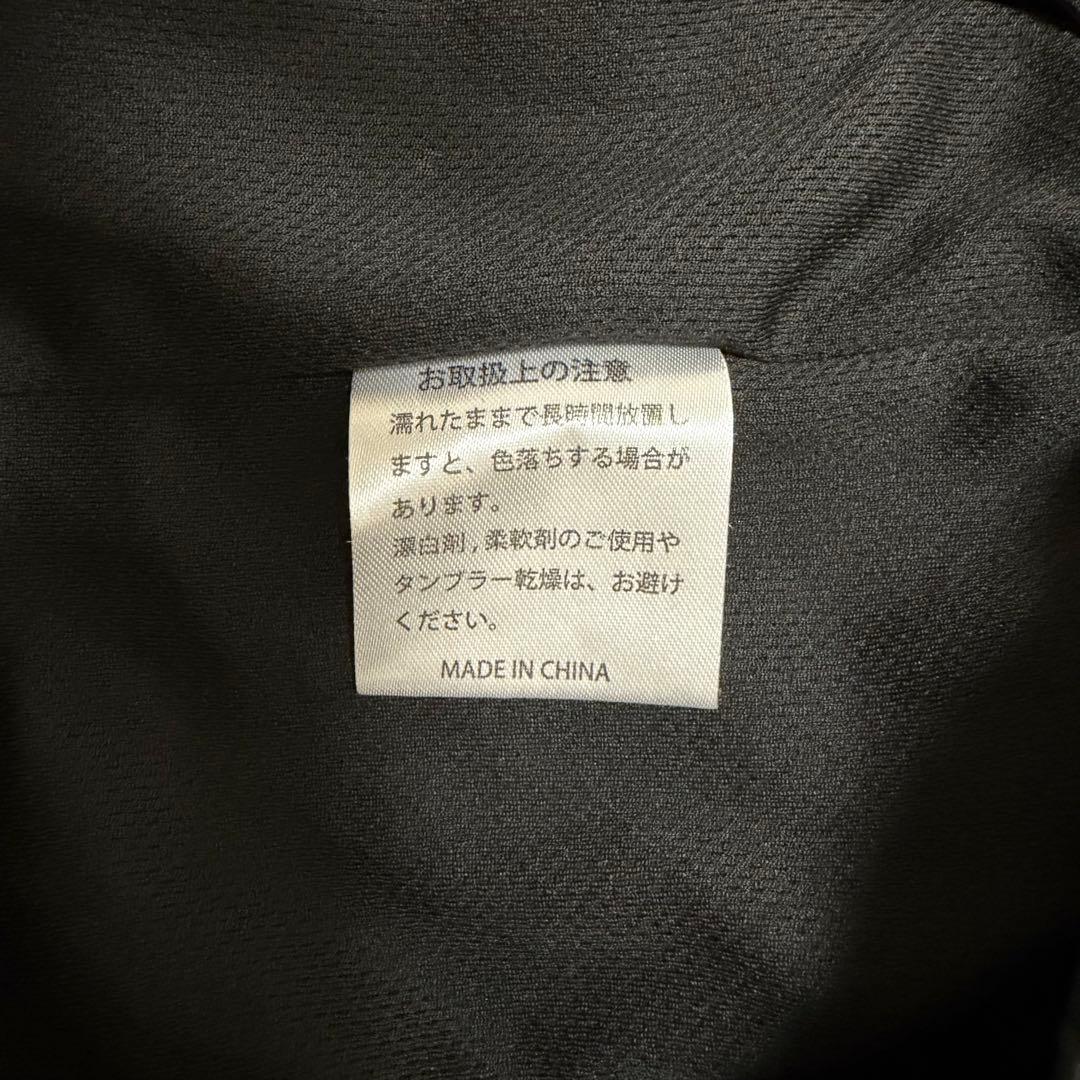 お取扱上の注意
濡れたままで長時間放置し
ますと、色落ちする場合が
あります。
漂白剤,柔軟剤のご使用や
タンブラー乾燥は、お避け
ください。
MADE IN CHINA